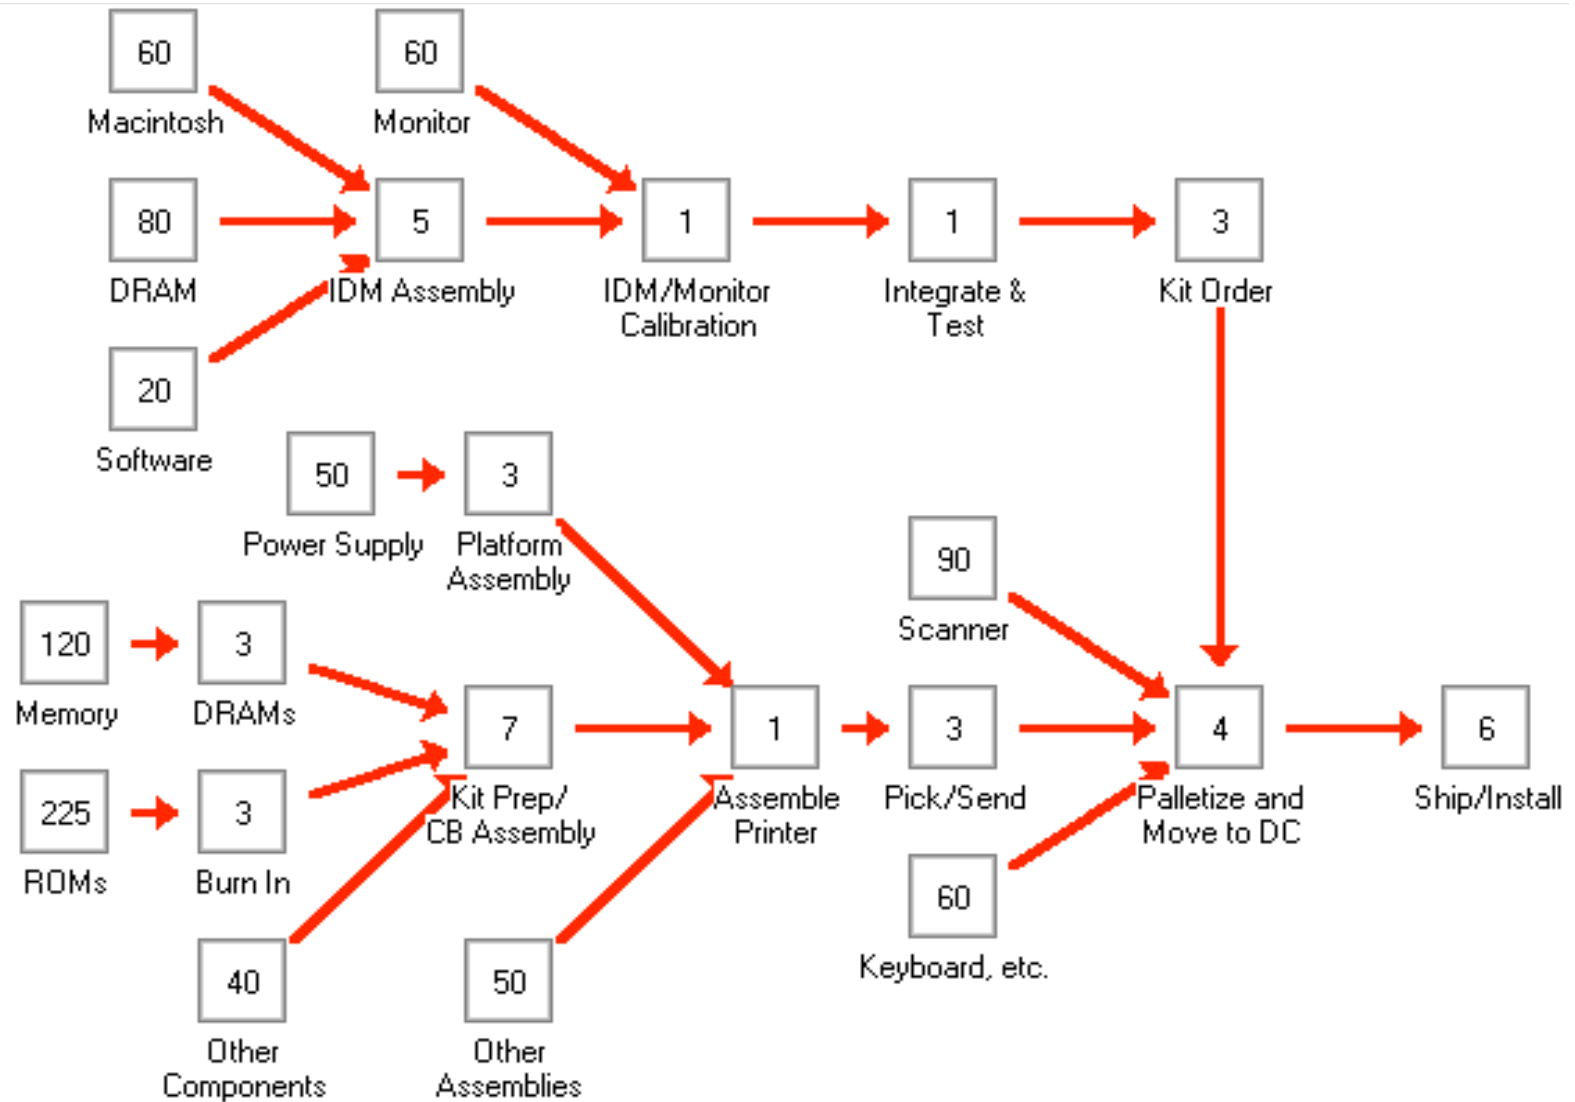 60
60
Macintosh
Monitor
80
5
1
1
3
DRAM
IDM Assembly
IDM/Monitor
Calibration
Integrate &
Test
Kit Order
20
Software
50
3
Power Supply
Platform
Assembly
90
Scanner
120
3
Memory
DRAMs
7
1
3
4
6
Kit Prep/
CB Assembly
Assemble
Printer
Pick/Send
Palletize and
Move to DC
Ship/Install
225
3
ROMs
Burn In
60
Keyboard, etc.
40
50
Other
Components
Other
Assemblies